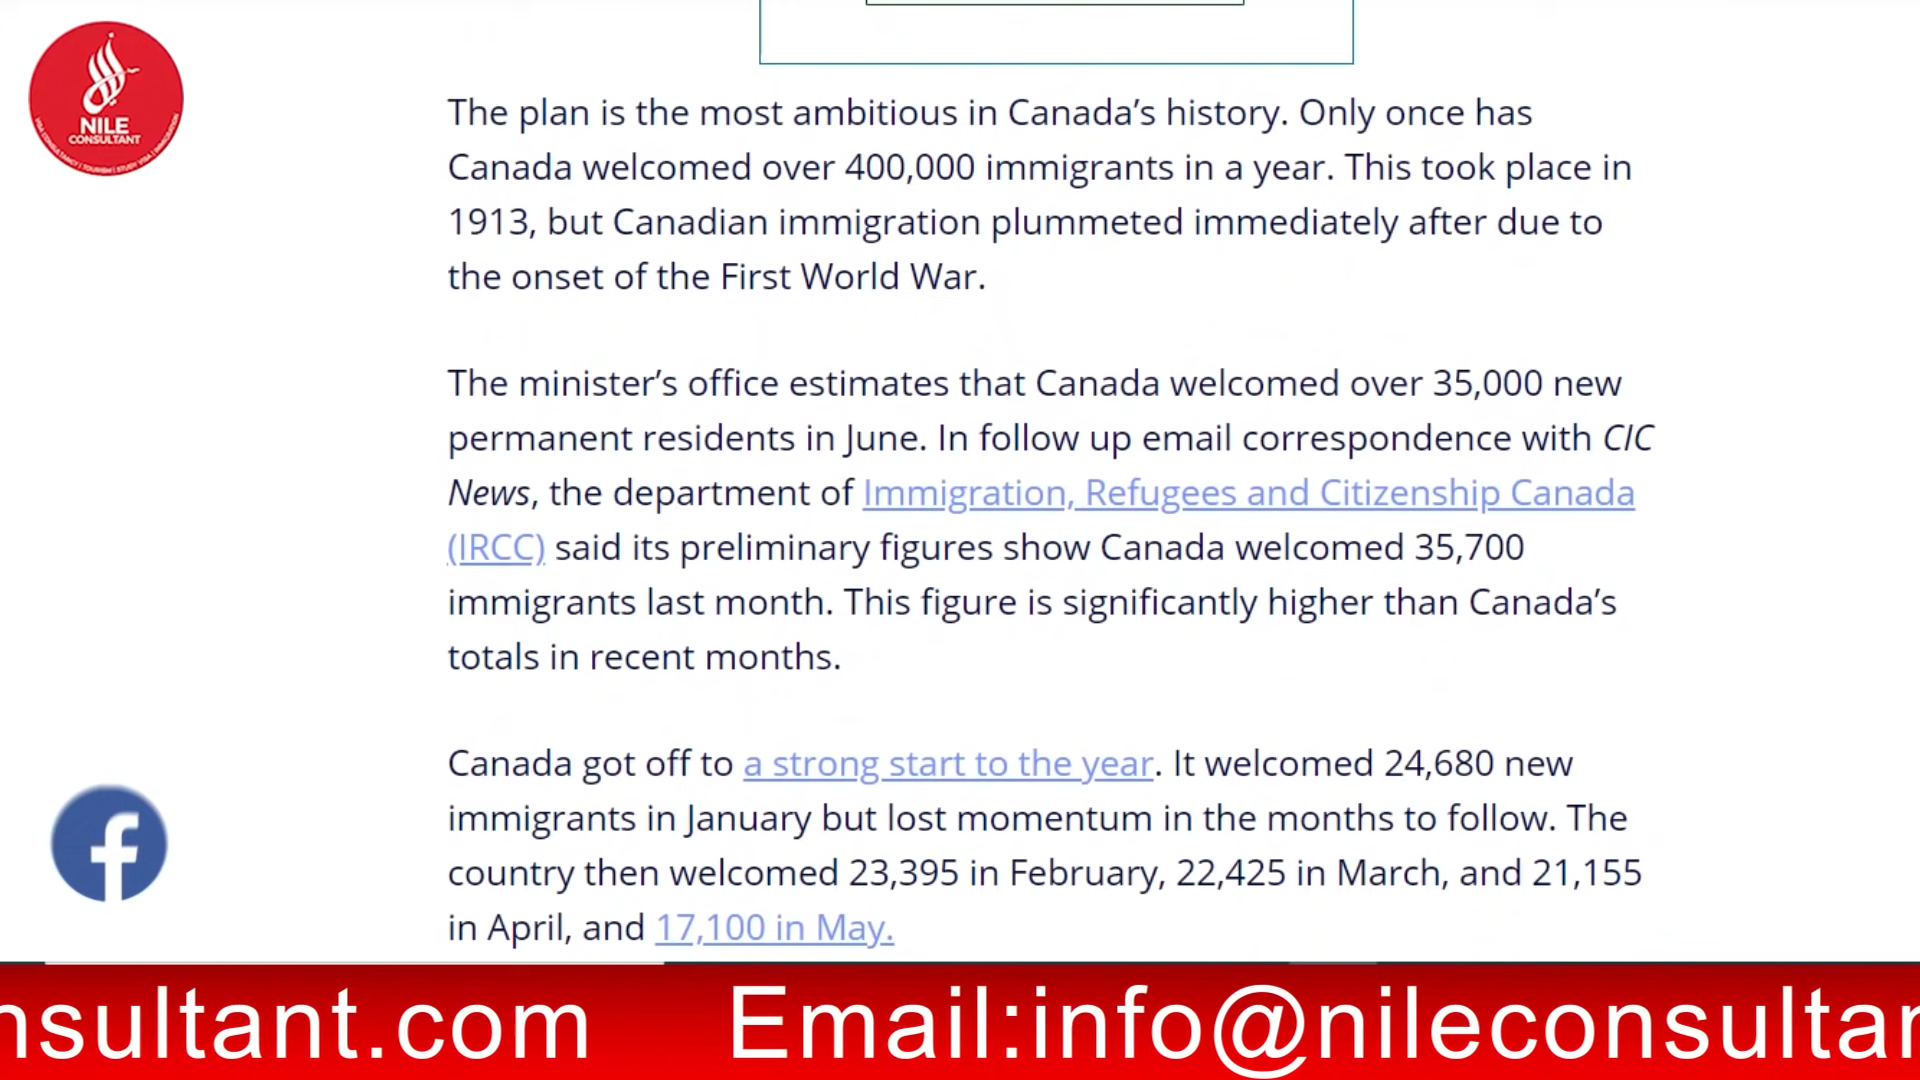 NILE
CONSULTANT
The plan is the most ambitious in Canada’s history. Only once has
Canada welcomed over 400,000 immigrants in a year. This took place in
1913, but Canadian immigration plummeted immediately after due to
the onset of the First World War.
The minister’s office estimates that Canada welcomed over 35,000 new
permanent residents in June. In follow up email correspondence with CIC
News, the department of Immigration, Refugees and Citizenship Canada
(IRCC) said its preliminary figures show Canada welcomed 35,700
immigrants last month. This figure is significantly higher than Canada’s
totals in recent months.
Canada got off to a strong start to the year. It welcomed 24,680 new
immigrants in January but lost momentum in the months to follow. The
country then welcomed 23,395 in February, 22,425 in March, and 21,155
in April, and 17,100 in May.
nsultant.com Email:info@nileconsultan